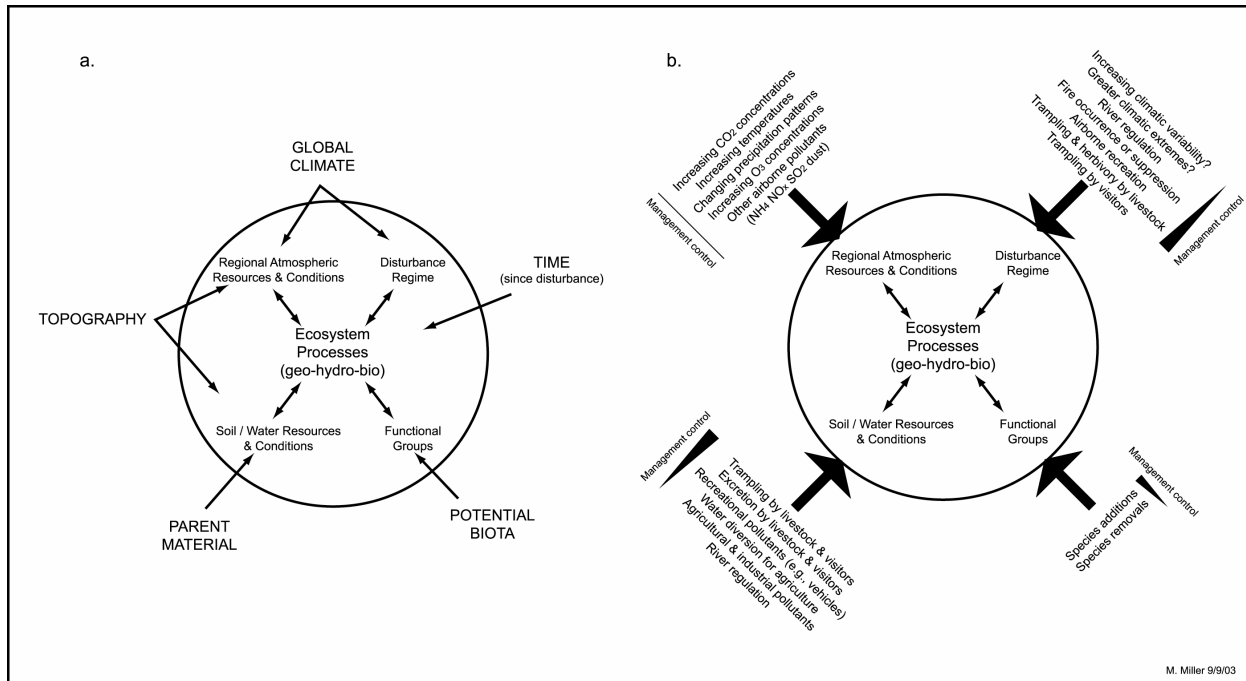 a.
GLOBAL
CLIMATE
Regional Atmospheric
Resources & Conditions
Disturbance
Regime
TIME
(since disturbance)
TOPOGRAPHY
Ecosystem
Processes
(geo-hydro-bio)
Soil / Water Resources
& Conditions
Functional
Groups
PARENT
MATERIAL
POTENTIAL
BIOTA
b.
Increasing CO2 concentrations
Increasing temperatures
Changing precipitation patterns
Increasing O3 concentrations
Other airborne pollutants
(NH4 NOx SO2 dust)
Management control
Increasing climatic variability?
Greater climatic extremes?
River regulation
Fire occurrence or suppression
Airborne recreation
Trampling & herbivory by livestock
Trampling by visitors
Management control
Regional Atmospheric
Resources & Conditions
Disturbance
Regime
Ecosystem
Processes
(geo-hydro-bio)
Soil / Water Resources
& Conditions
Functional
Groups
Management control
Trampling by livestock & visitors
Excretion by livestock & visitors
Recreational pollutants (e.g., vehicles)
Water diversion for agriculture
Agricultural & industrial pollutants
River regulation
Management control
Species additions
Species removals
M. Miller 9/9/03